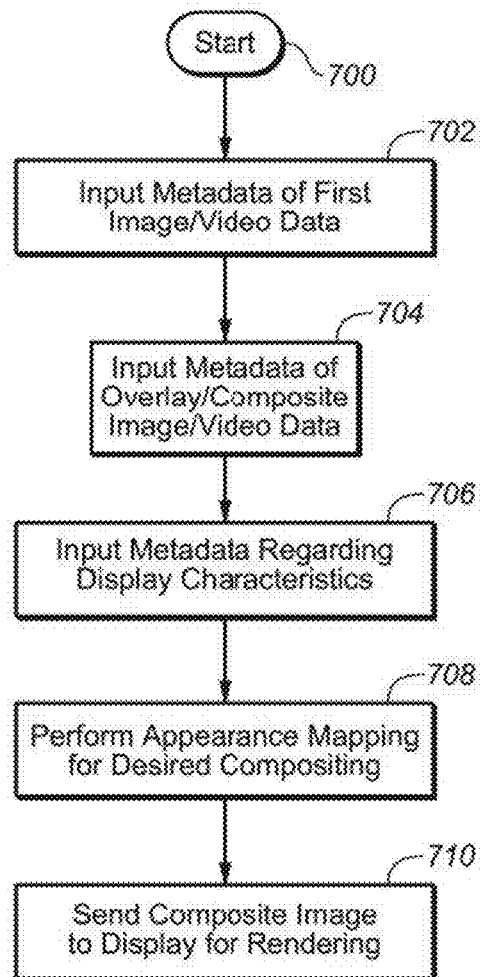 Start
700
702
Input Metadata of First
Image/Video Data
704
Input Metadata of
Overlay/Composite
Image/Video Data
706
Input Metadata Regarding
Display Characteristics
708
Perform Appearance Mapping
for Desired Compositing
710
Send Composite Image
to Display for Rendering